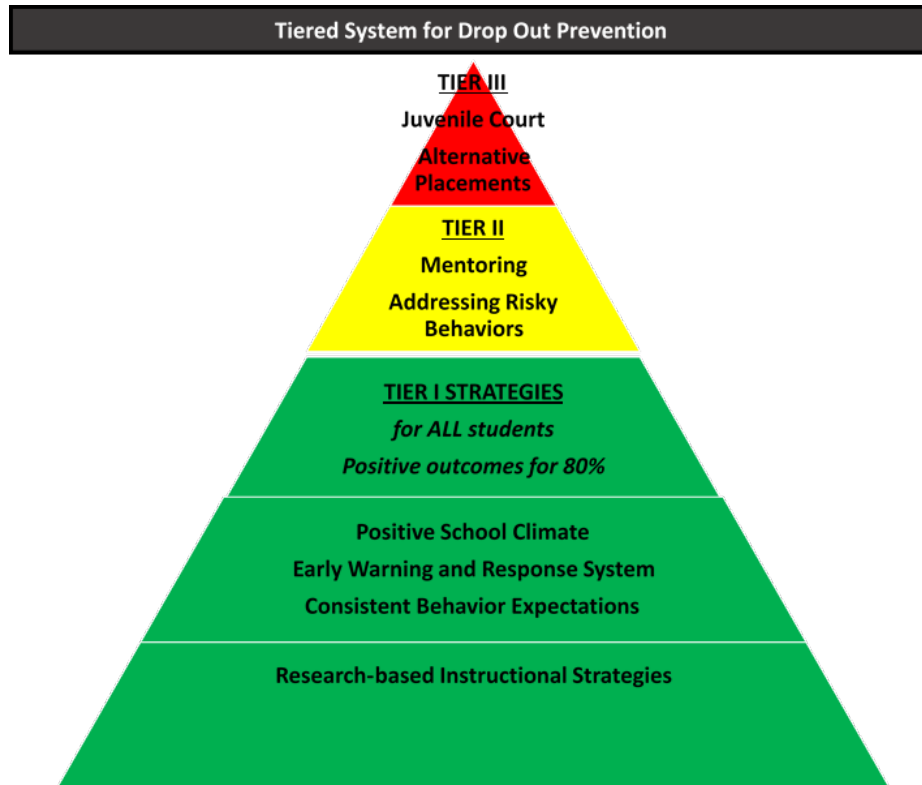 Tiered System for Drop Out Prevention
TIER III
Juvenile Court
Alternative
Placements
TIER II
Mentoring
Addressing Risky
Behaviors
TIER I STRATEGIES
for ALL students
Positive outcomes for 80%
Positive School Climate
Early Warning and Response System
Consistent Behavior Expectations
Research-based Instructional Strategies